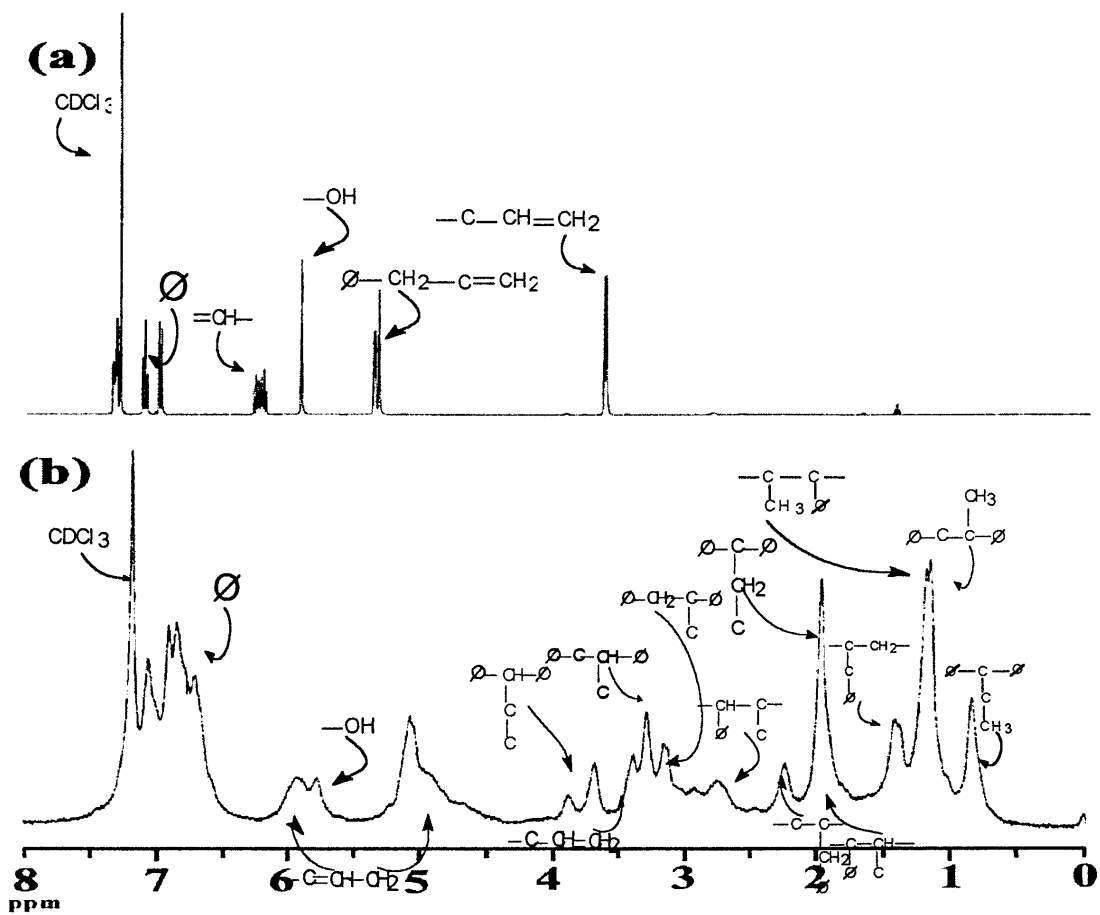 (a)
CDCl3
—OH
—C—CH=CH2
Ø
Ø—CH2—C=CH2
=CH—
(b)
CDCl3
Ø
—OH
—C—C—
CH3 Ø
CH3
Ø—C—C—Ø
Ø—C—Ø
CH2
C
Ø—CH2—C—Ø
C
Ø—C—CH—Ø
C
Ø—CH—Ø
C
C
—CH—C—
Ø C
—C—CH2—
C
Ø
Ø—C—Ø
C
CH3
—C—CH—CH2
—C—C—
CH2
Ø
—C—CH—
Ø C
—C=CH—CH2
8 7 6 5 4 3 2 1 0
ppm